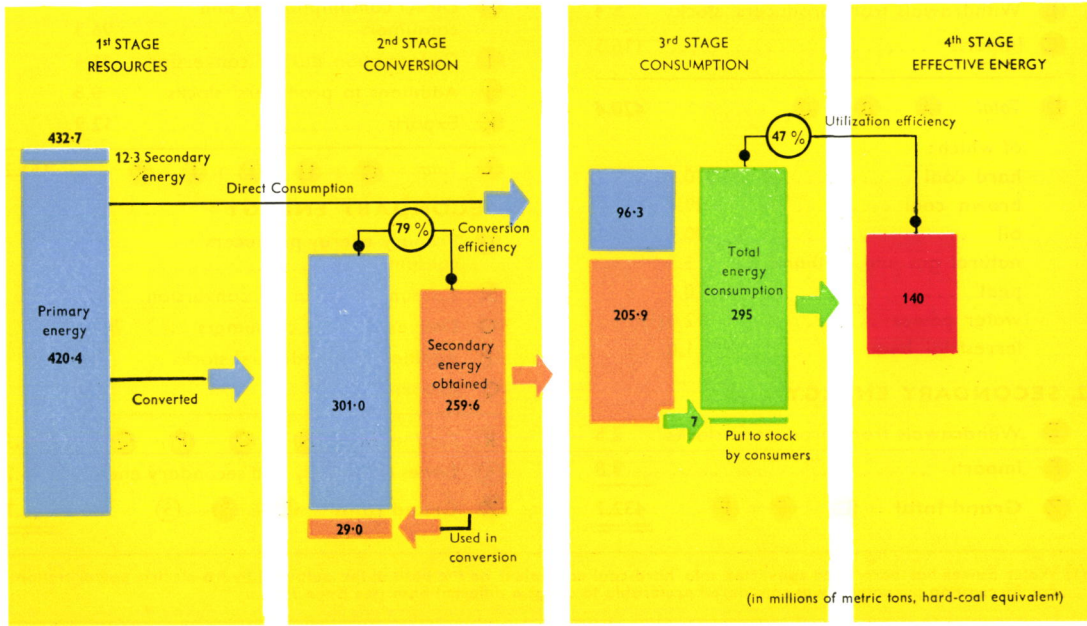 1st STAGE
RESOURCES
2nd STAGE
CONVERSION
3rd STAGE
CONSUMPTION
4th STAGE
EFFECTIVE ENERGY
432·7
12·3 Secondary
energy
Direct Consumption
Primary
energy
420·4
Converted
79 %
Conversion
efficiency
301·0
Secondary
energy
obtained
259·6
29·0
Used in
conversion
96·3
205·9
47 %
Utilization efficiency
Total
energy
consumption
295
7
Put to stock
by consumers
140
(in millions of metric tons, hard-coal equivalent)